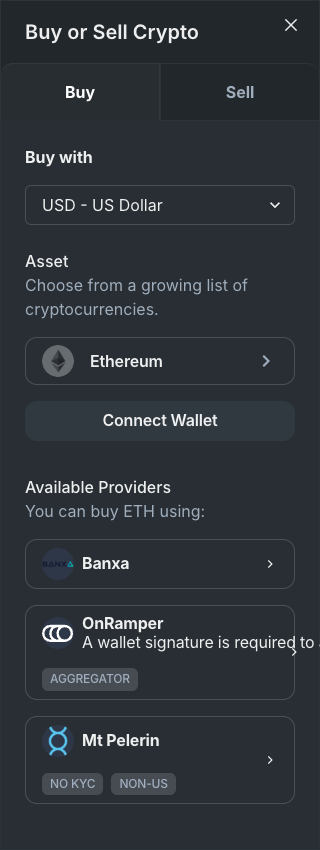 Buy or Sell Crypto
Buy
Sell
Buy with
USD - US Dollar
Asset
Choose from a growing list of
cryptocurrencies.
Ethereum
Connect Wallet
Available Providers
You can buy ETH using:
BANXA
Banxa
OnRamper
A wallet signature is required to
AGGREGATOR
Mt Pelerin
NO KYC
NON-US